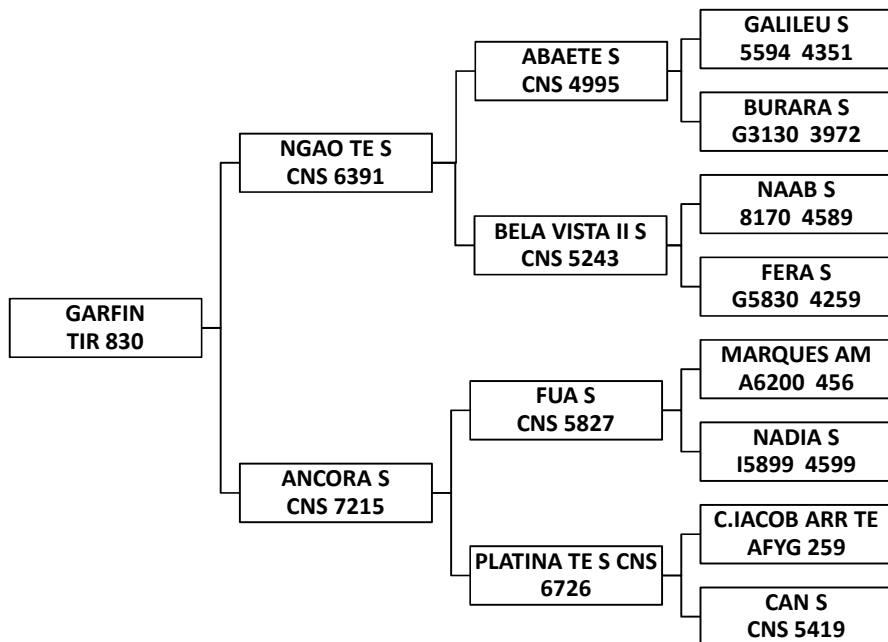 GARFIN
TIR 830
NGAO TE S
CNS 6391
ANCORA S
CNS 7215
ABAETE S
CNS 4995
BELA VISTA II S
CNS 5243
FUA S
CNS 5827
PLATINA TE S CNS
6726
GALILEU S
5594 4351
BURARA S
G3130 3972
NAAB S
8170 4589
FERA S
G5830 4259
MARQUES AM
A6200 456
NADIA S
I5899 4599
C.IACOB ARR TE
AFYG 259
CAN S
CNS 5419